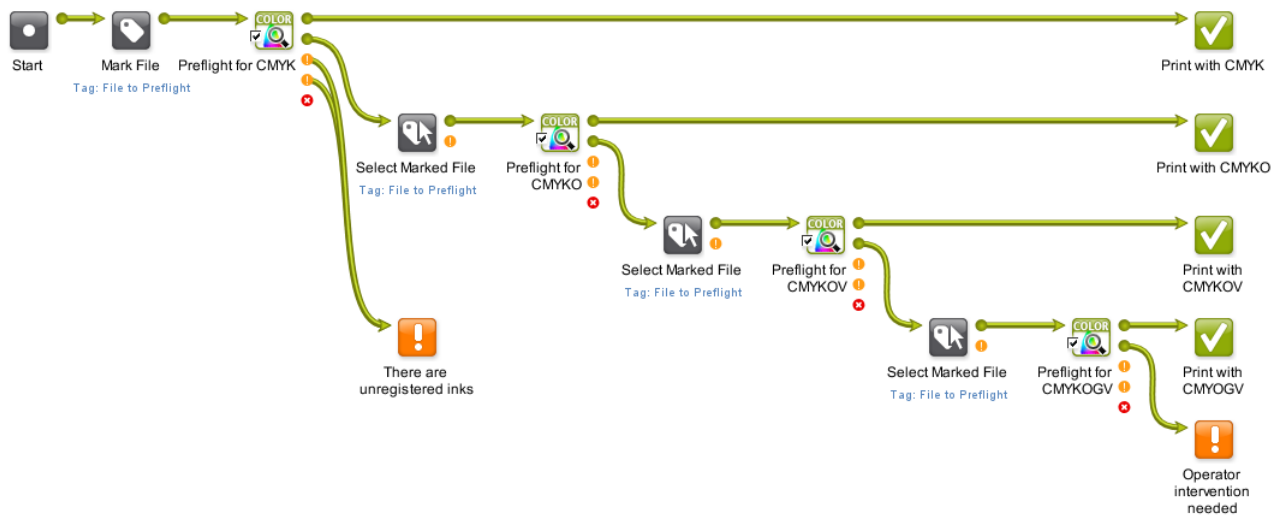 COLOR
Start
Mark File
Preflight for CMYK
Print with CMYK
Tag: File to Preflight
COLOR
Select Marked File
Preflight for
CMYKO
Print with CMYKO
Tag: File to Preflight
COLOR
Select Marked File
Preflight for
CMYKOV
Print with
CMYKOV
Tag: File to Preflight
COLOR
There are
unregistered inks
Select Marked File
Preflight for
CMYKOGV
Print with
CMYOGV
Tag: File to Preflight
Operator
intervention
needed